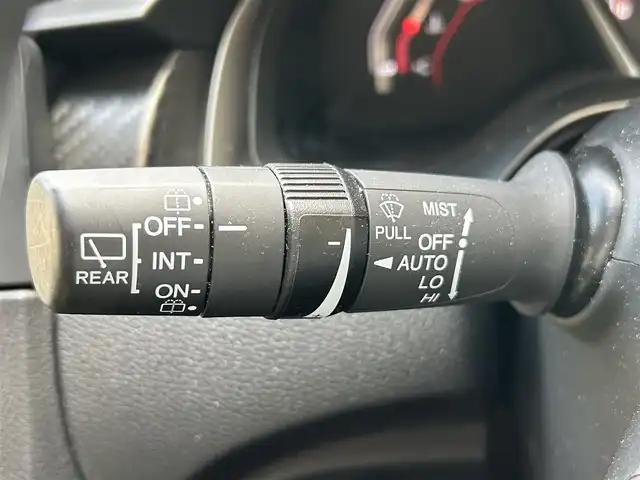 REAR
OFF
INT
ON
PULL
MIST
OFF
AUTO
LO
HI